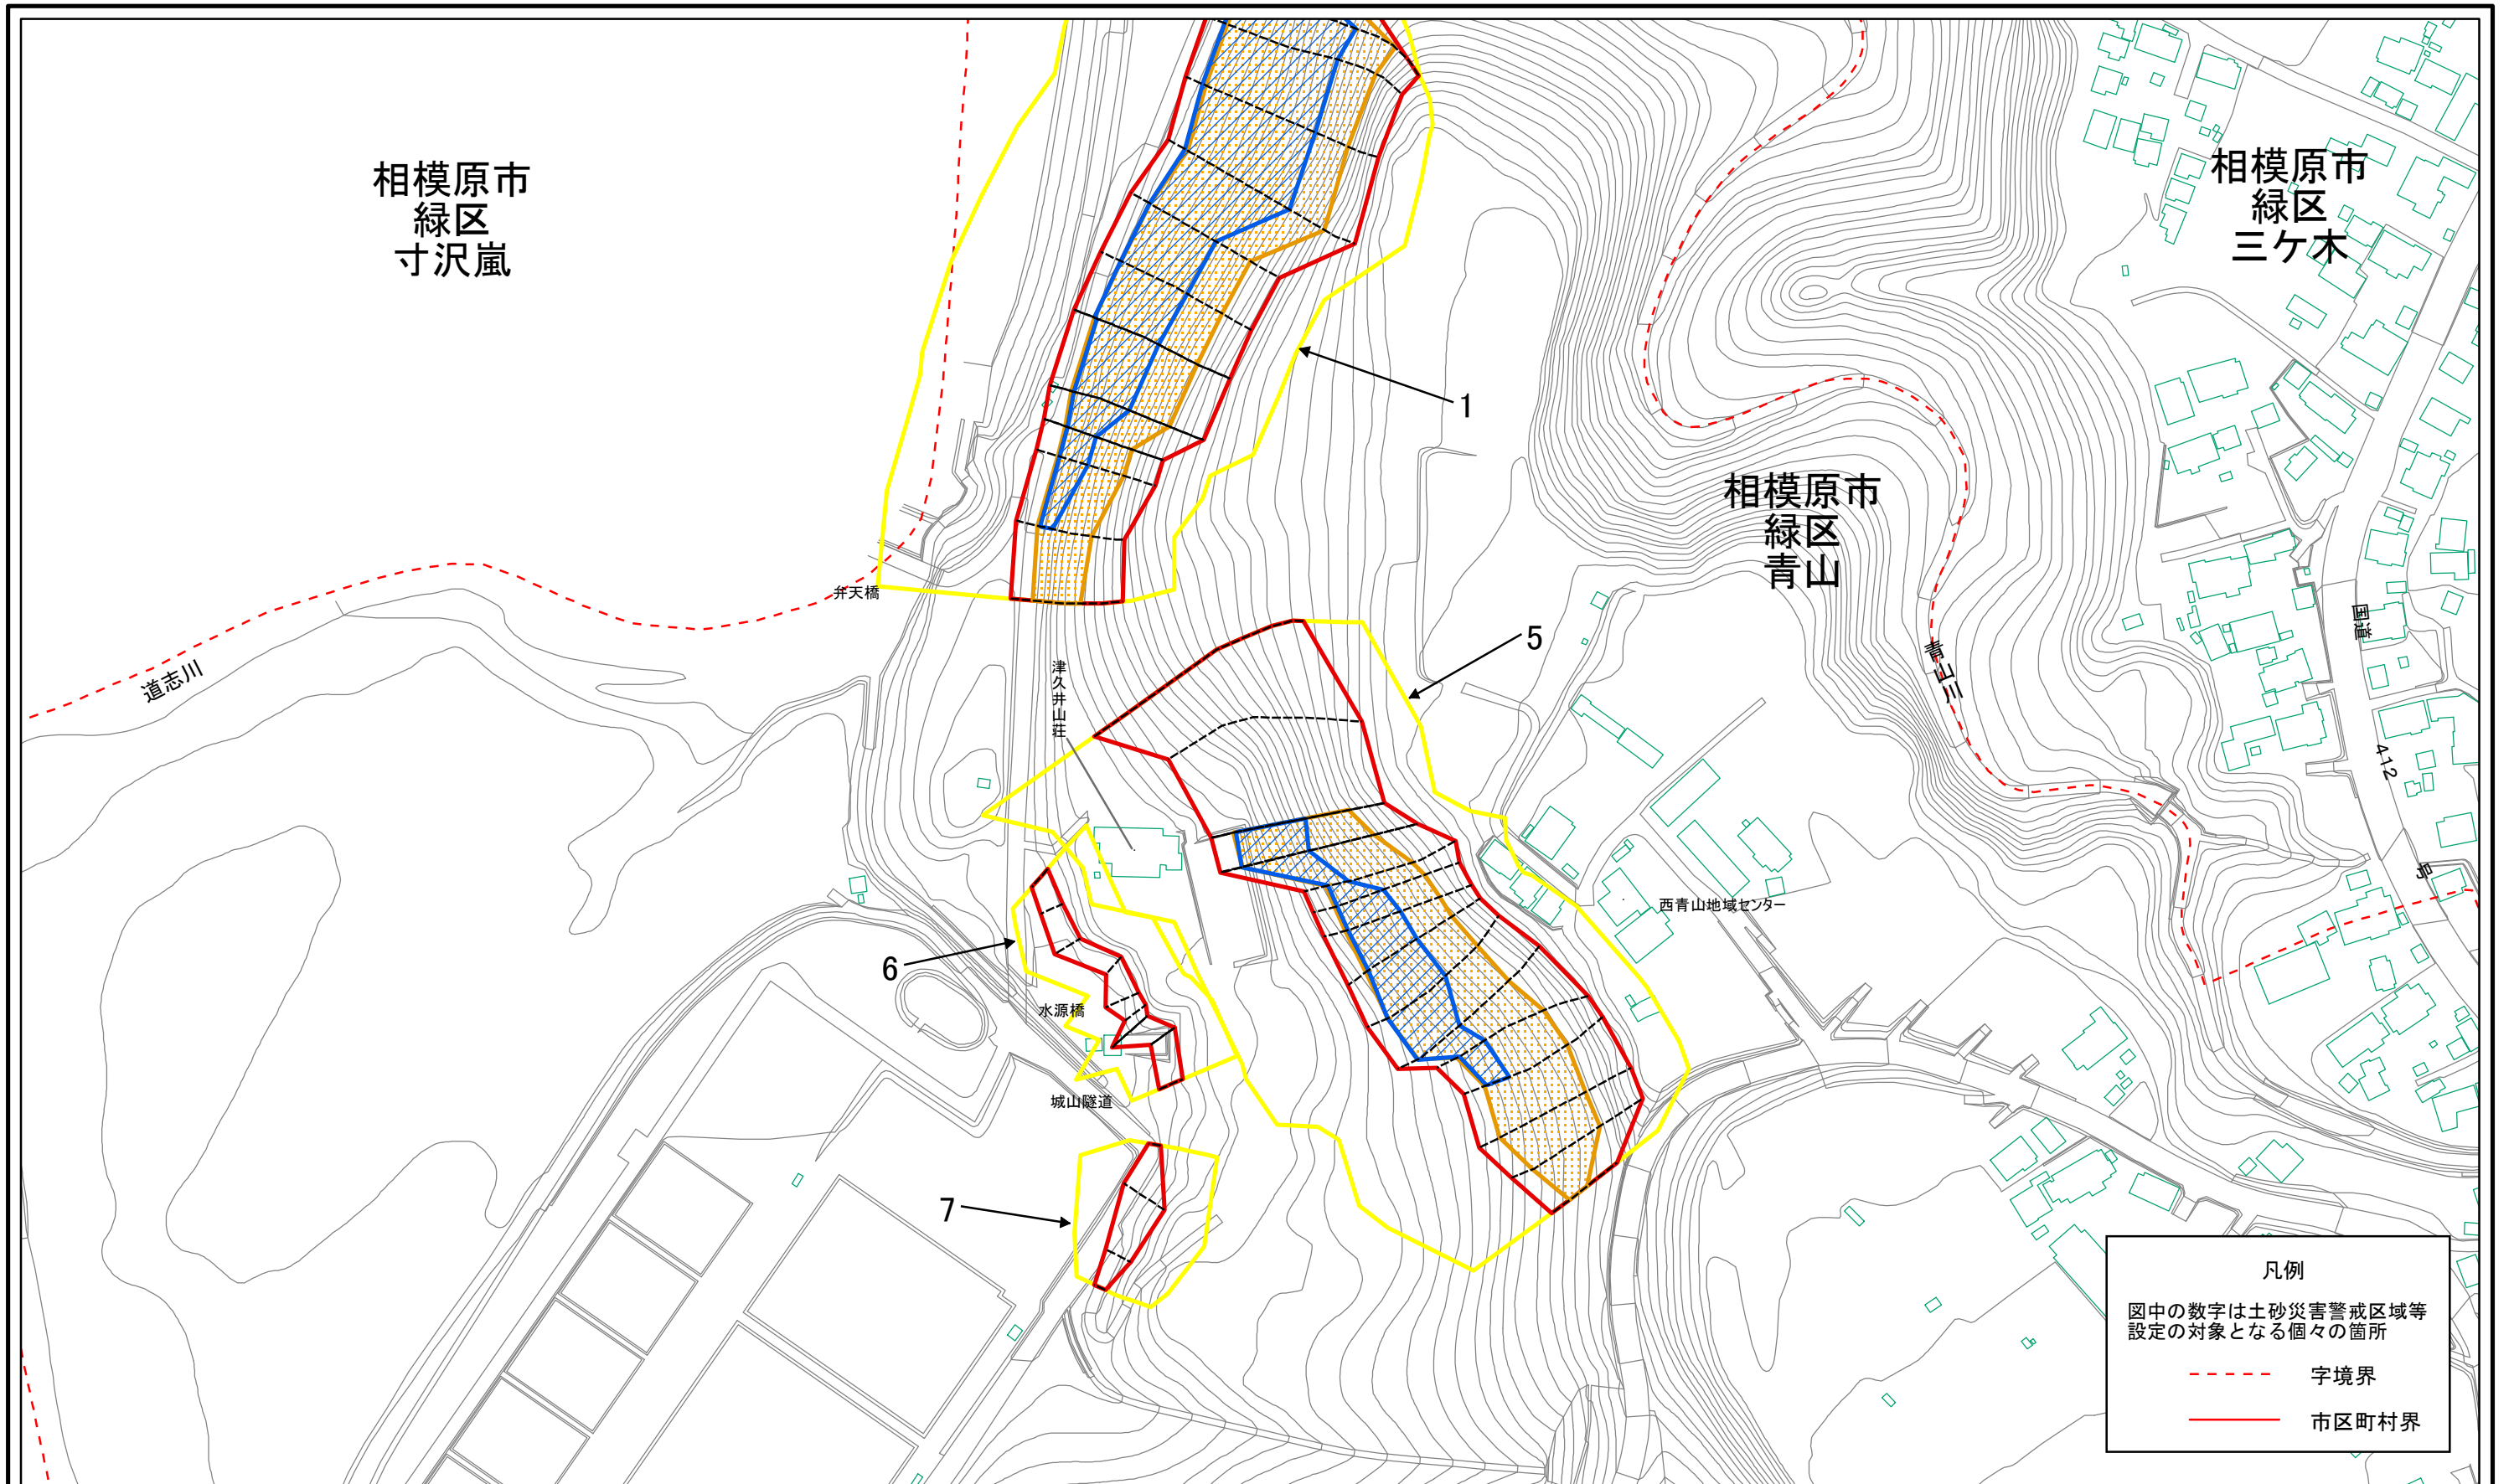 相模原市
緑区
寸沢嵐
相模原市
緑区
三ケ木
相模原市
緑区
青山
1
5
6
7
弁天橋
道志川
津久井山荘
水源橋
城山隧道
西青山地域センター
青山川
国道
412
号
凡例
図中の数字は土砂災害警戒区域等
設定の対象となる個々の箇所
字境界
市区町村界